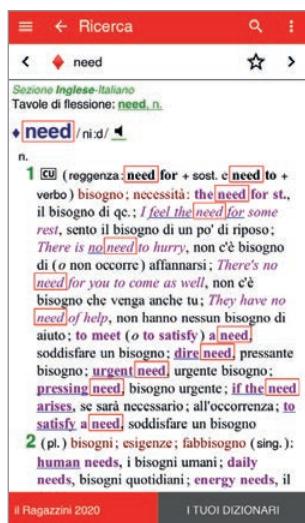 Ricerca
need
Sezione Inglese-Italiano
Tavole di flessione: need, n.
need /niːd/
n.
1 CU (reggenza: need for + sost. e need to +
verbo) bisogno; necessità: the need for st.,
il bisogno di qc.; I feel the need for some
rest, sento il bisogno di un po' di riposo;
There is no need to hurry, non c'è bisogno
di (o non occorre) affannarsi; There's no
need for you to come as well, non c'è
bisogno che venga anche tu; They have no
need of help, non hanno nessun bisogno di
aiuto; to meet (o to satisfy) a need,
soddisfare un bisogno; dire need, pressante
bisogno; urgent need, urgente bisogno;
pressing need, bisogno urgente; if the need
arises, se sarà necessario; all'occorrenza; to
satisfy a need, soddisfare un bisogno
2 (pl.) bisogni; esigenze; fabbisogno (sing.):
human needs, i bisogni umani; daily
needs, bisogni quotidiani; energy needs, il
il Ragazzini 2020
I TUOI DIZIONARI